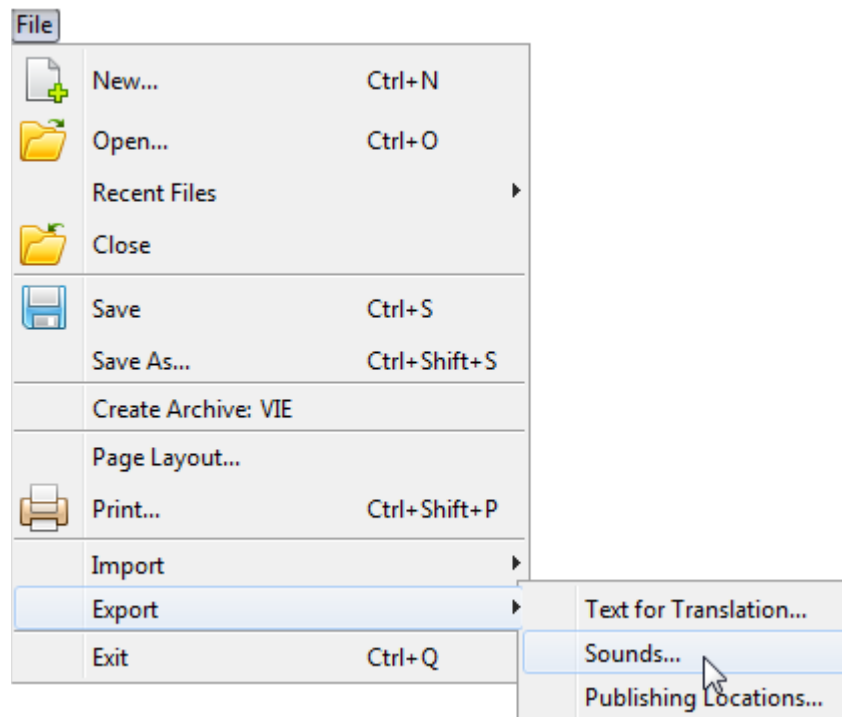 File
New... Ctrl+N
Open... Ctrl+O
Recent Files
Close
Save Ctrl+S
Save As... Ctrl+Shift+S
Create Archive: VIE
Page Layout...
Print... Ctrl+Shift+P
Import
Export
Exit Ctrl+Q
Text for Translation...
Sounds...
Publishing Locations...